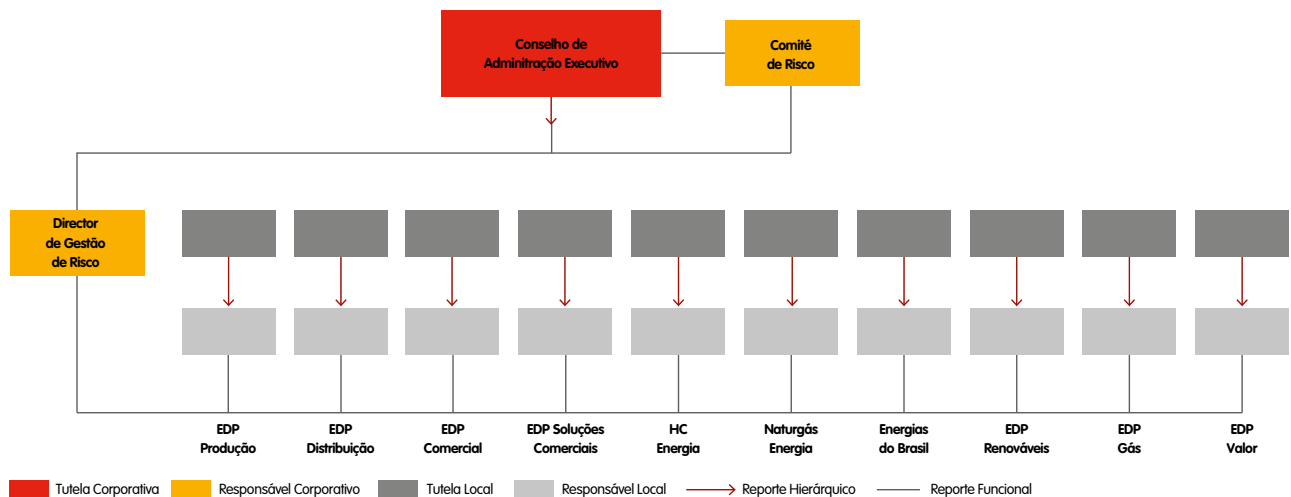 Conselho de
Adminitração Executivo
Comité
de Risco
Director
de Gestão
de Risco
EDP
Produção
EDP
Distribuição
EDP
Comercial
EDP Soluções
Comerciais
HC
Energia
Naturgás
Energia
Energias
do Brasil
EDP
Renováveis
EDP
Gás
EDP
Valor
Tutela Corporativa
Responsável Corporativo
Tutela Local
Responsável Local
Reporte Hierárquico
Reporte Funcional